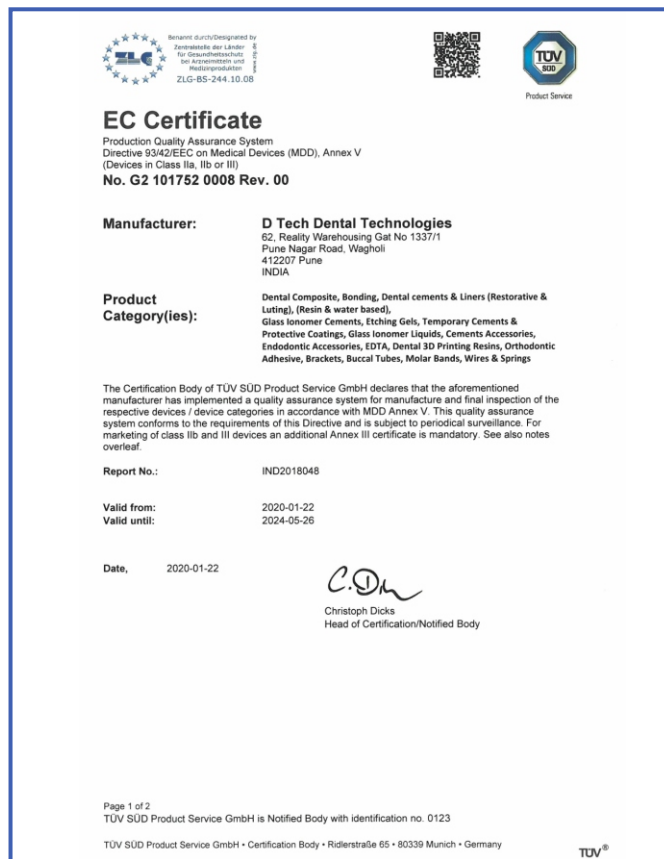 Benannt durch/Designated by
Zentralstelle der Länder
für Gesundheitsschutz
bei Arzneimitteln und
Medizinprodukten
ZLG-BS-244.10.08
www.zlg.de
ZLG
TÜV
SÜD
Product Service
EC Certificate
Production Quality Assurance System
Directive 93/42/EEC on Medical Devices (MDD), Annex V
(Devices in Class IIa, IIb or III)
No. G2 101752 0008 Rev. 00
Manufacturer: D Tech Dental Technologies
62, Reality Warehousing Gat No 1337/1
Pune Nagar Road, Wagholi
412207 Pune
INDIA
Product
Category(ies):
Dental Composite, Bonding, Dental cements & Liners (Restorative &
Luting), (Resin & water based),
Glass Ionomer Cements, Etching Gels, Temporary Cements &
Protective Coatings, Glass Ionomer Liquids, Cements Accessories,
Endodontic Accessories, EDTA, Dental 3D Printing Resins, Orthodontic
Adhesive, Brackets, Buccal Tubes, Molar Bands, Wires & Springs
The Certification Body of TÜV SÜD Product Service GmbH declares that the aforementioned
manufacturer has implemented a quality assurance system for manufacture and final inspection of the
respective devices / device categories in accordance with MDD Annex V. This quality assurance
system conforms to the requirements of this Directive and is subject to periodical surveillance. For
marketing of class IIb and III devices an additional Annex III certificate is mandatory. See also notes
overleaf.
Report No.: IND2018048
Valid from: 2020-01-22
Valid until: 2024-05-26
Date, 2020-01-22
Christoph Dicks
Head of Certification/Notified Body
Page 1 of 2
TÜV SÜD Product Service GmbH is Notified Body with identification no. 0123
TÜV SÜD Product Service GmbH • Certification Body • Ridlerstraße 65 • 80339 Munich • Germany
TÜV®